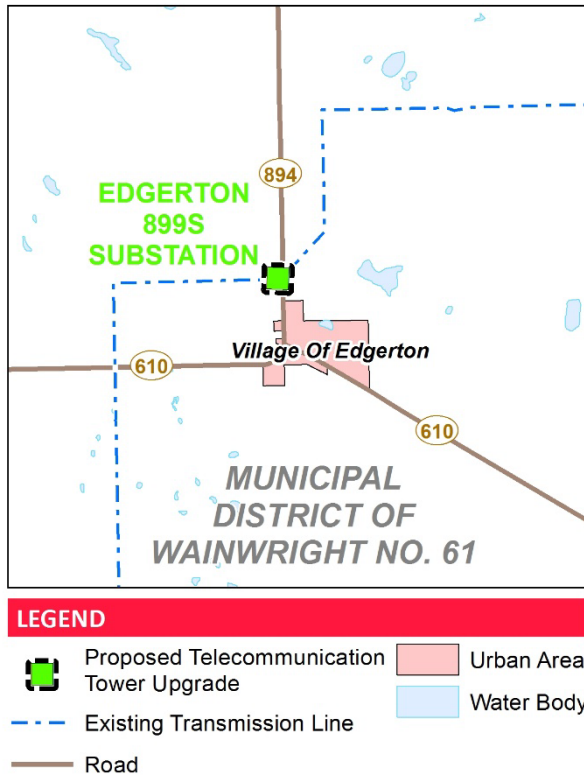 894
EDGERTON
899S
SUBSTATION
Village Of Edgerton
610
610
MUNICIPAL
DISTRICT OF
WAINWRIGHT NO. 61
LEGEND
Proposed Telecommunication
Tower Upgrade
Existing Transmission Line
Road
Urban Area
Water Body